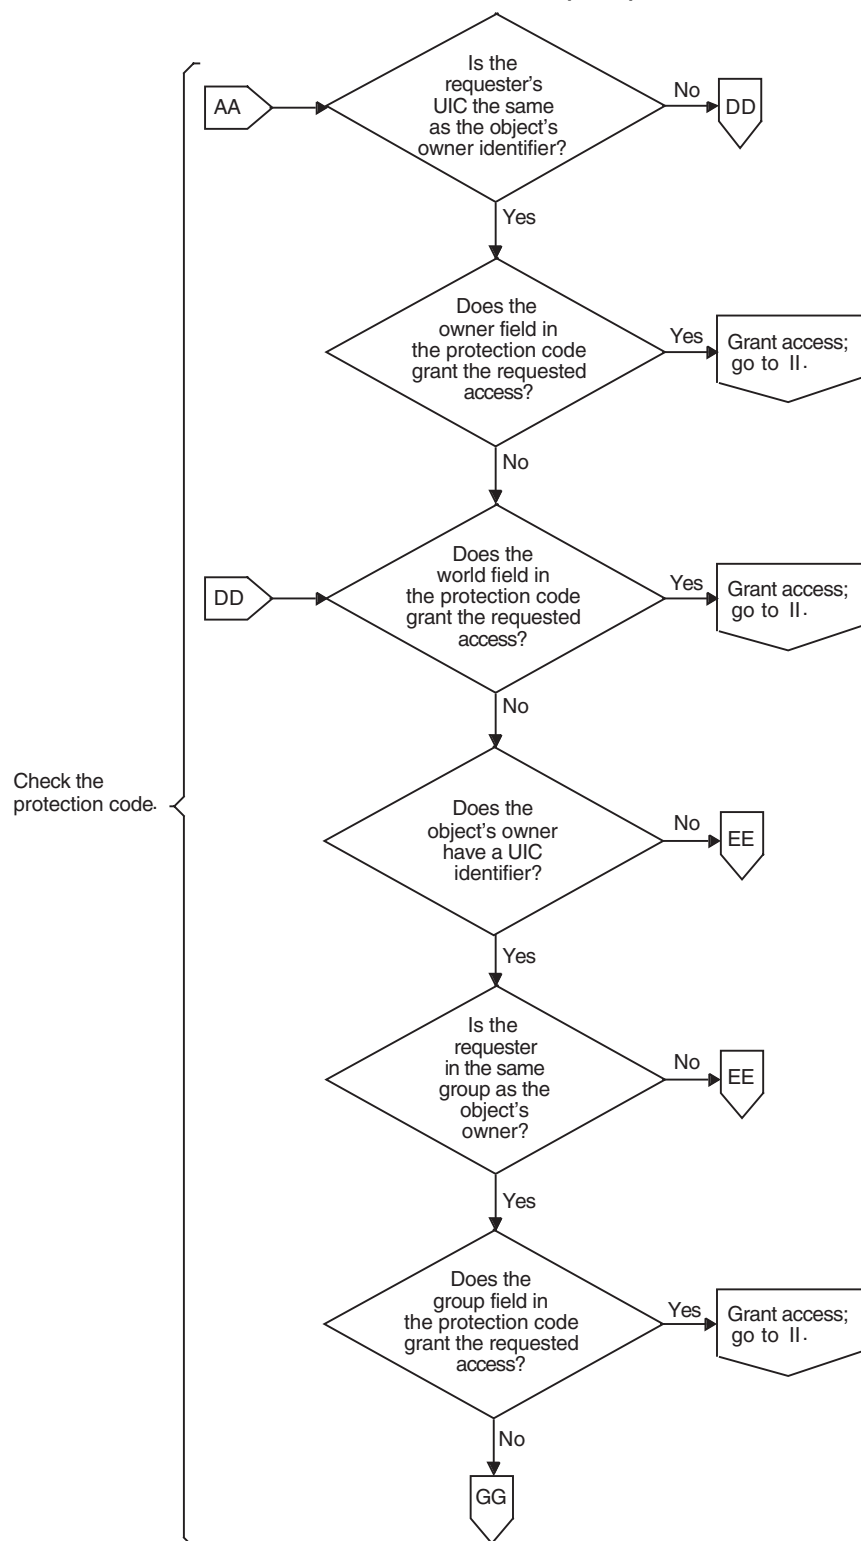 Is the
requester's
UIC the same
as the object's
owner identifier?
AA
No
DD
Yes
Does the
owner field in
the protection code
grant the requested
access?
Yes
Grant access;
go to II.
No
Does the
world field in
the protection code
grant the requested
access?
DD
Yes
Grant access;
go to II.
No
Check the
protection code.
Does the
object's owner
have a UIC
identifier?
No
EE
Yes
Is the
requester
in the same
group as the
object's
owner?
No
EE
Yes
Does the
group field in
the protection code
grant the requested
access?
Yes
Grant access;
go to II.
No
GG